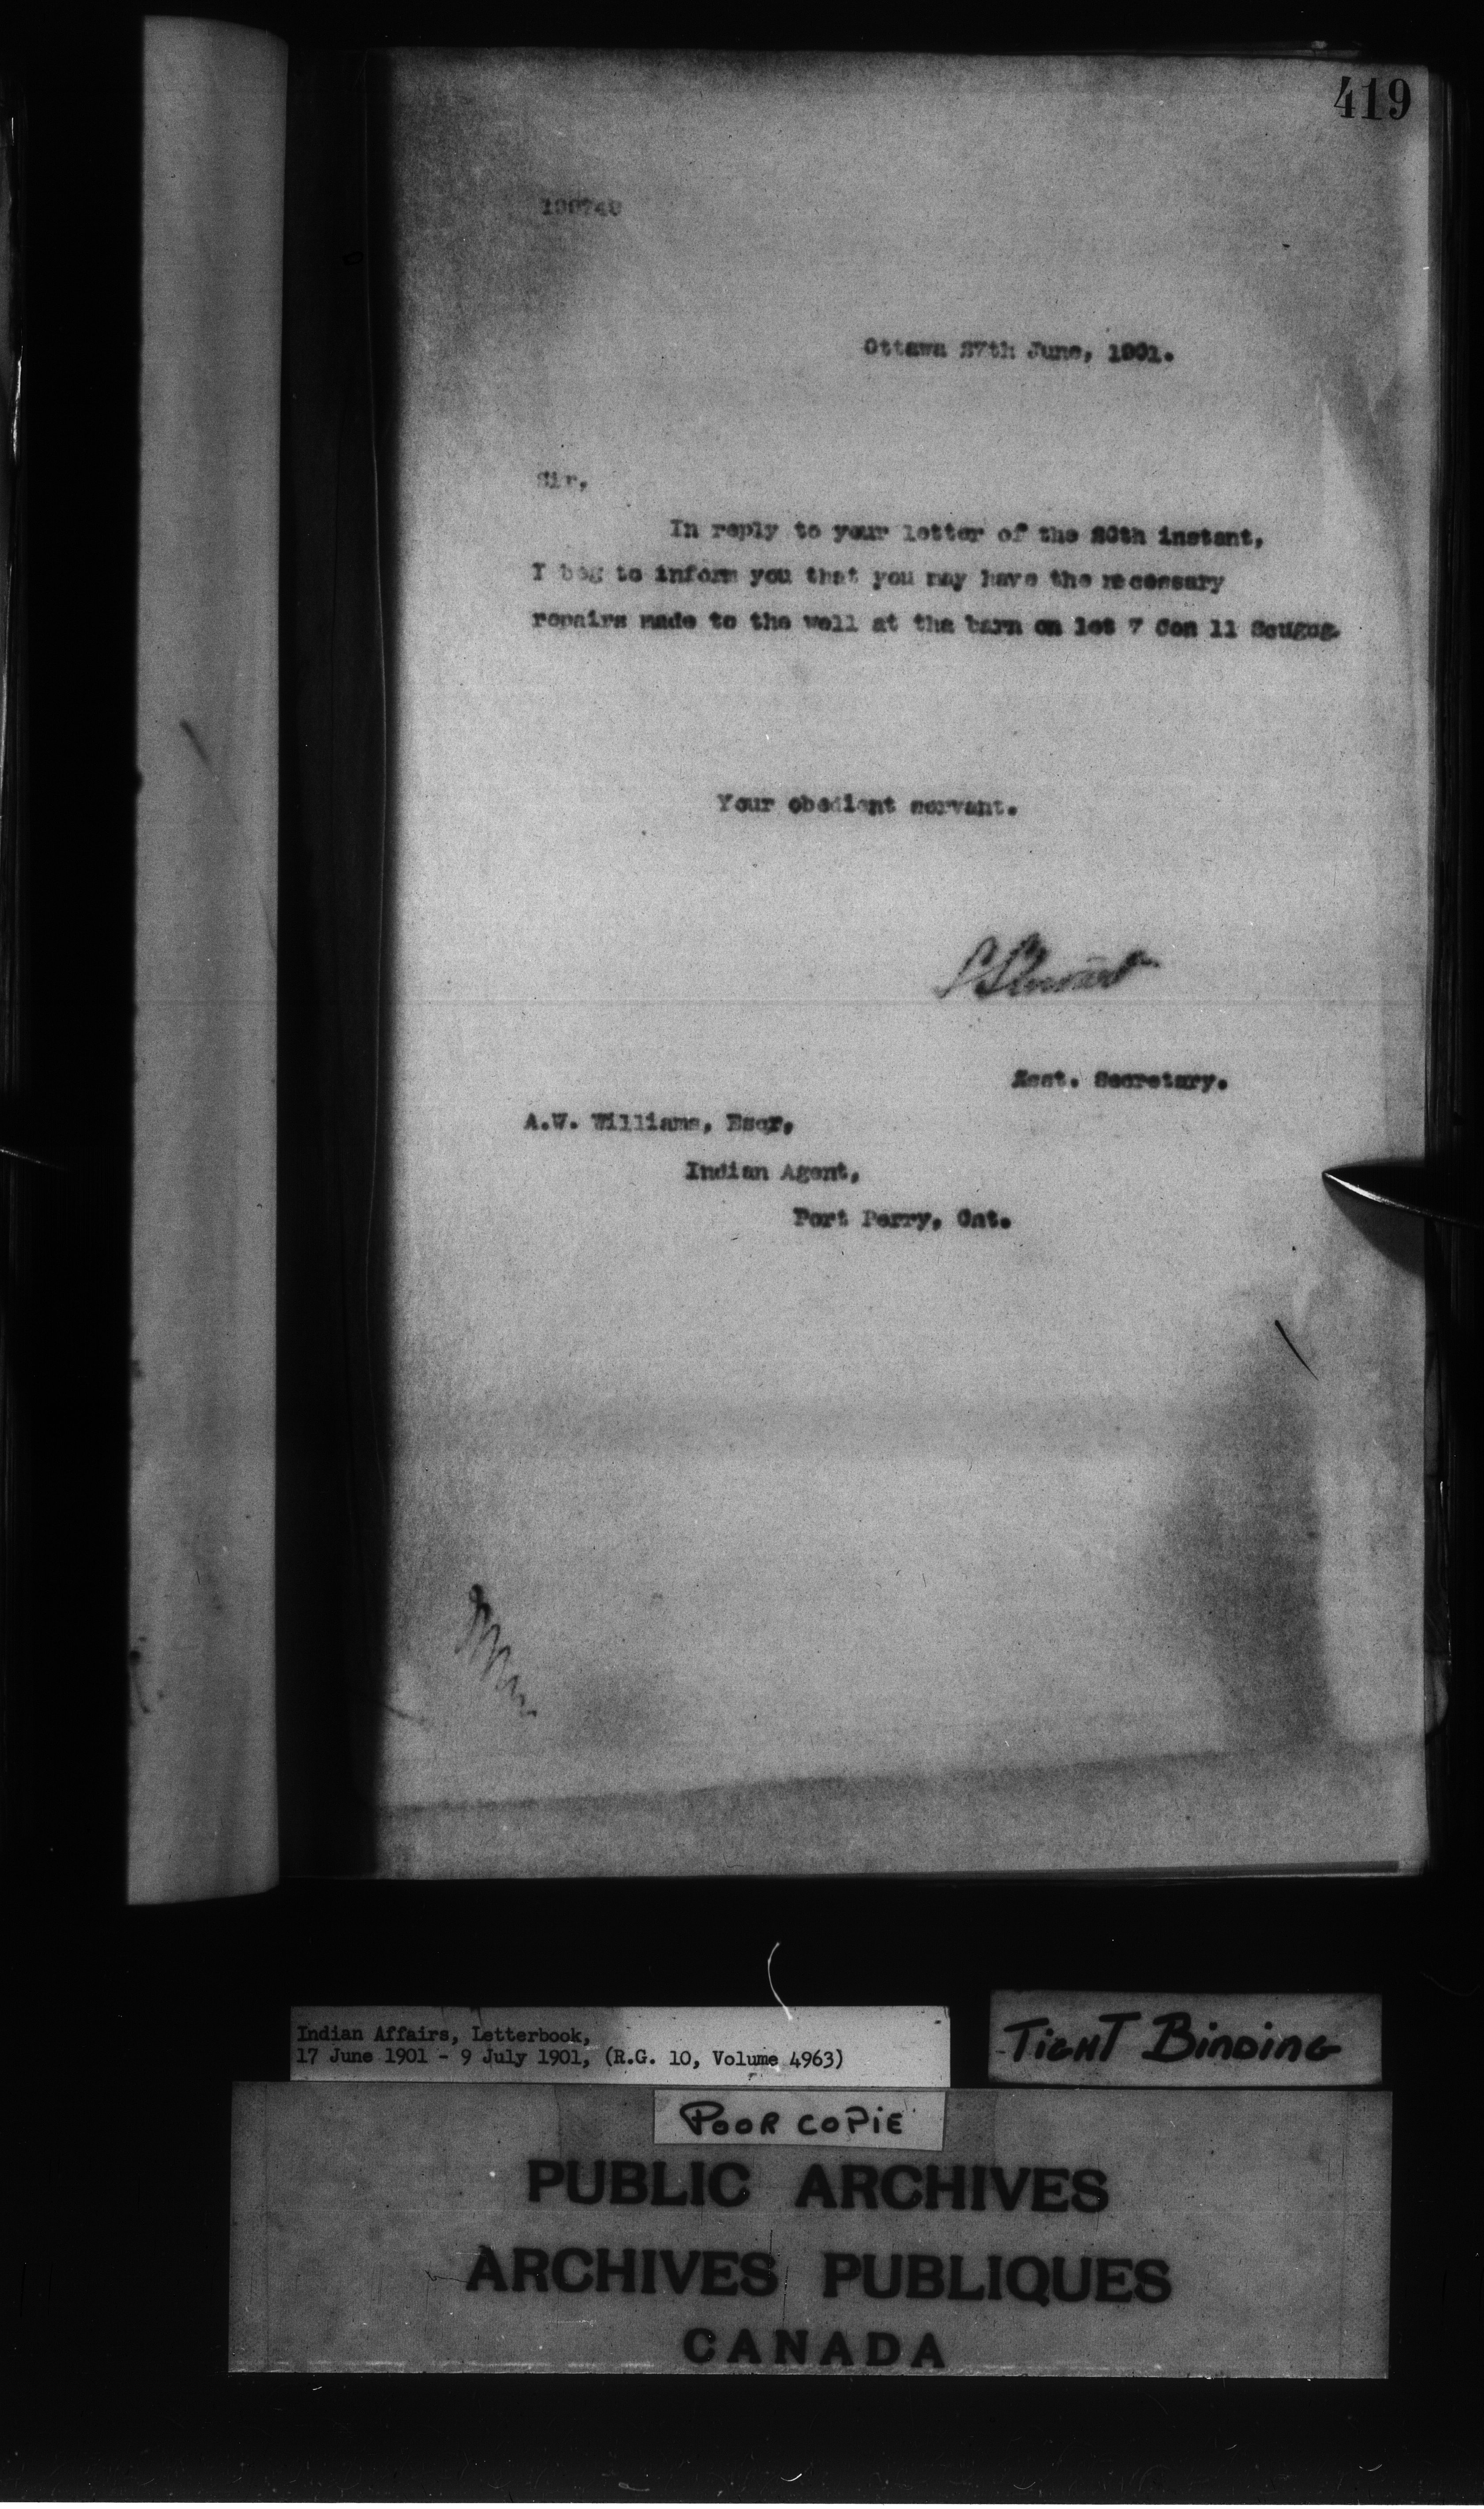 419
Ottawa 27th June, 1901.
Sir,
In reply to your letter of the 20th instant,
I beg to inform you that you may have the necessary
repairs made to the well at the barn on lot 7 Con 11 Scugog.
Your obedient servant.
S Stewart
Asst. Secretary.
A.W. Williams, Esqr,
Indian Agent,
Port Perry, Ont.
Indian Affairs, Letterbook,
17 June 1901 - 9 July 1901, (R.G. 10, Volume 4963)
TIGHT BINDING
POOR COPIE
PUBLIC ARCHIVES
ARCHIVES PUBLIQUES
CANADA